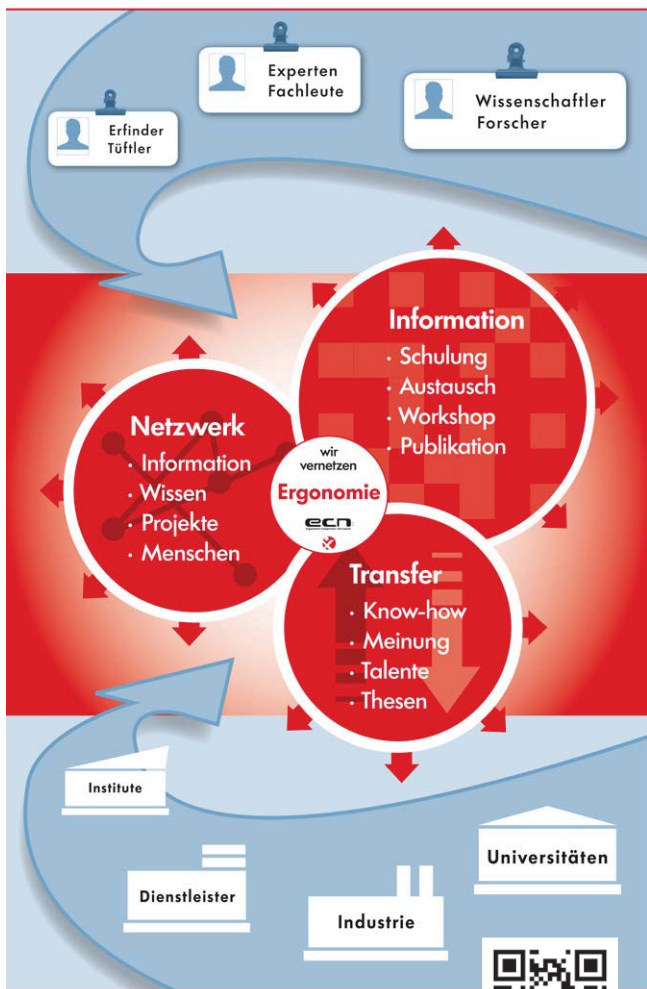 Experten
Fachleute
Wissenschaftler
Forscher
Erfinder
Tüftler
Information
· Schulung
· Austausch
· Workshop
· Publikation
Netzwerk
· Information
· Wissen
· Projekte
· Menschen
wir
vernetzen
Ergonomie
ecn
Transfer
· Know-how
· Meinung
· Talente
· Thesen
Institute
Universitäten
Dienstleister
Industrie